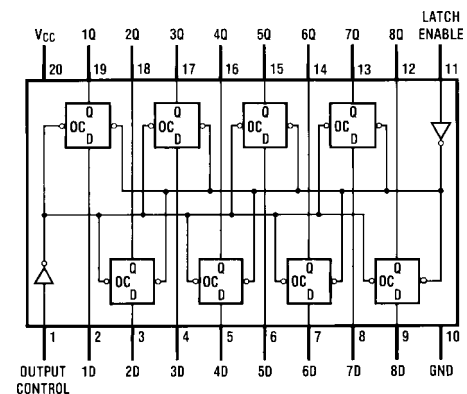 LATCH
VCC 1Q 2Q 3Q 4Q 5Q 6Q 7Q 8Q ENABLE
20 19 18 17 16 15 14 13 12 11
Q Q Q Q
OC OC OC OC
D D D D
Q Q Q Q
OC OC OC OC
D D D D
1 2 3 4 5 6 7 8 9 10
OUTPUT 1D 2D 3D 4D 5D 6D 7D 8D GND
CONTROL